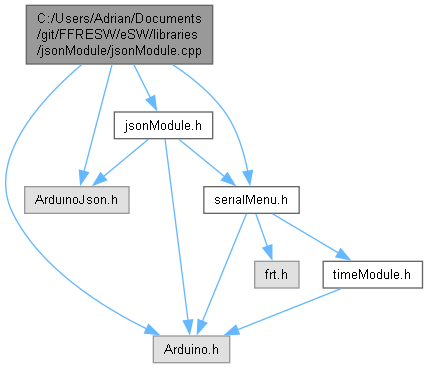 C:/Users/Adrian/Documents
/git/FFRESW/eSW/libraries
/jsonModule/jsonModule.cpp
jsonModule.h
ArduinoJson.h
serialMenu.h
frt.h
timeModule.h
Arduino.h